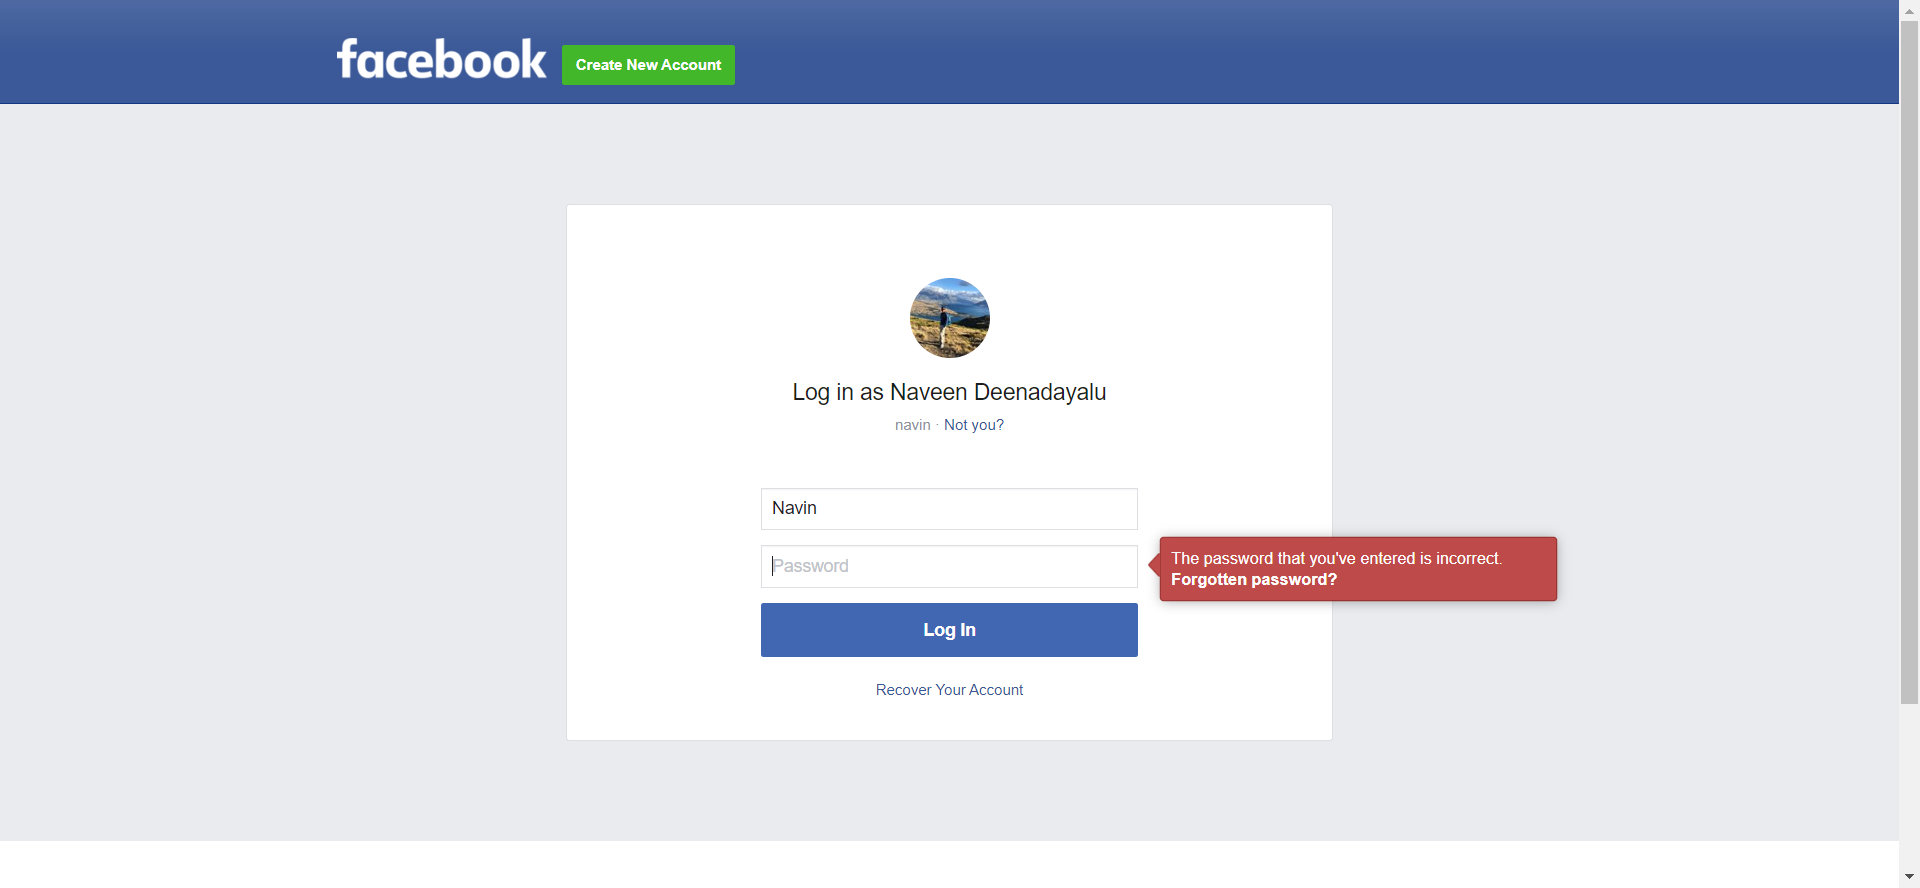 facebook
Create New Account
Log in as Naveen Deenadayalu
navin · Not you?
Navin
Password
The password that you've entered is incorrect.
Forgotten password?
Log In
Recover Your Account